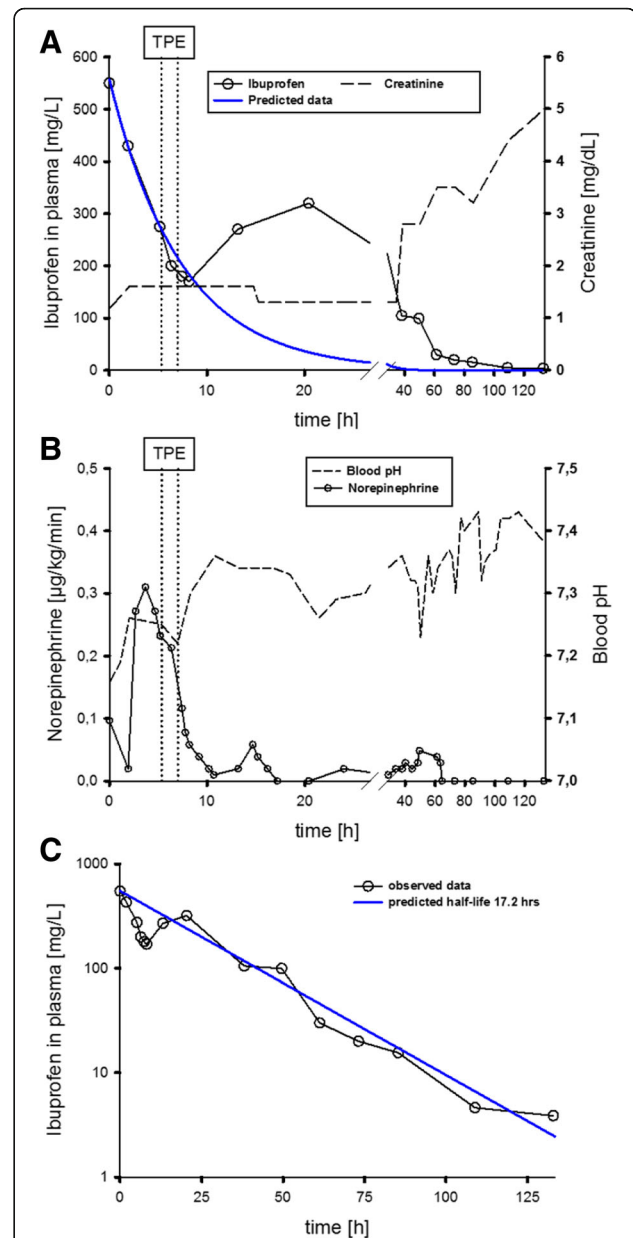 A
TPE
600
500
400
300
200
100
0
Ibuprofen in plasma [mg/L]
Ibuprofen
Creatinine
Predicted data
6
5
4
3
2
1
0
Creatinine [mg/dL]
0 10 20 40 60 80 100 120
time [h]
B
TPE
0,5
0,4
0,3
0,2
0,1
0,0
Norepinephrine [µg/kg/min]
Blood pH
Norepinephrine
7,5
7,4
7,3
7,2
7,1
7,0
Blood pH
0 10 20 40 60 80 100 120
time [h]
C
1000
100
10
1
Ibuprofen in plasma [mg/L]
observed data
predicted half-life 17.2 hrs
0 25 50 75 100 125
time [h]